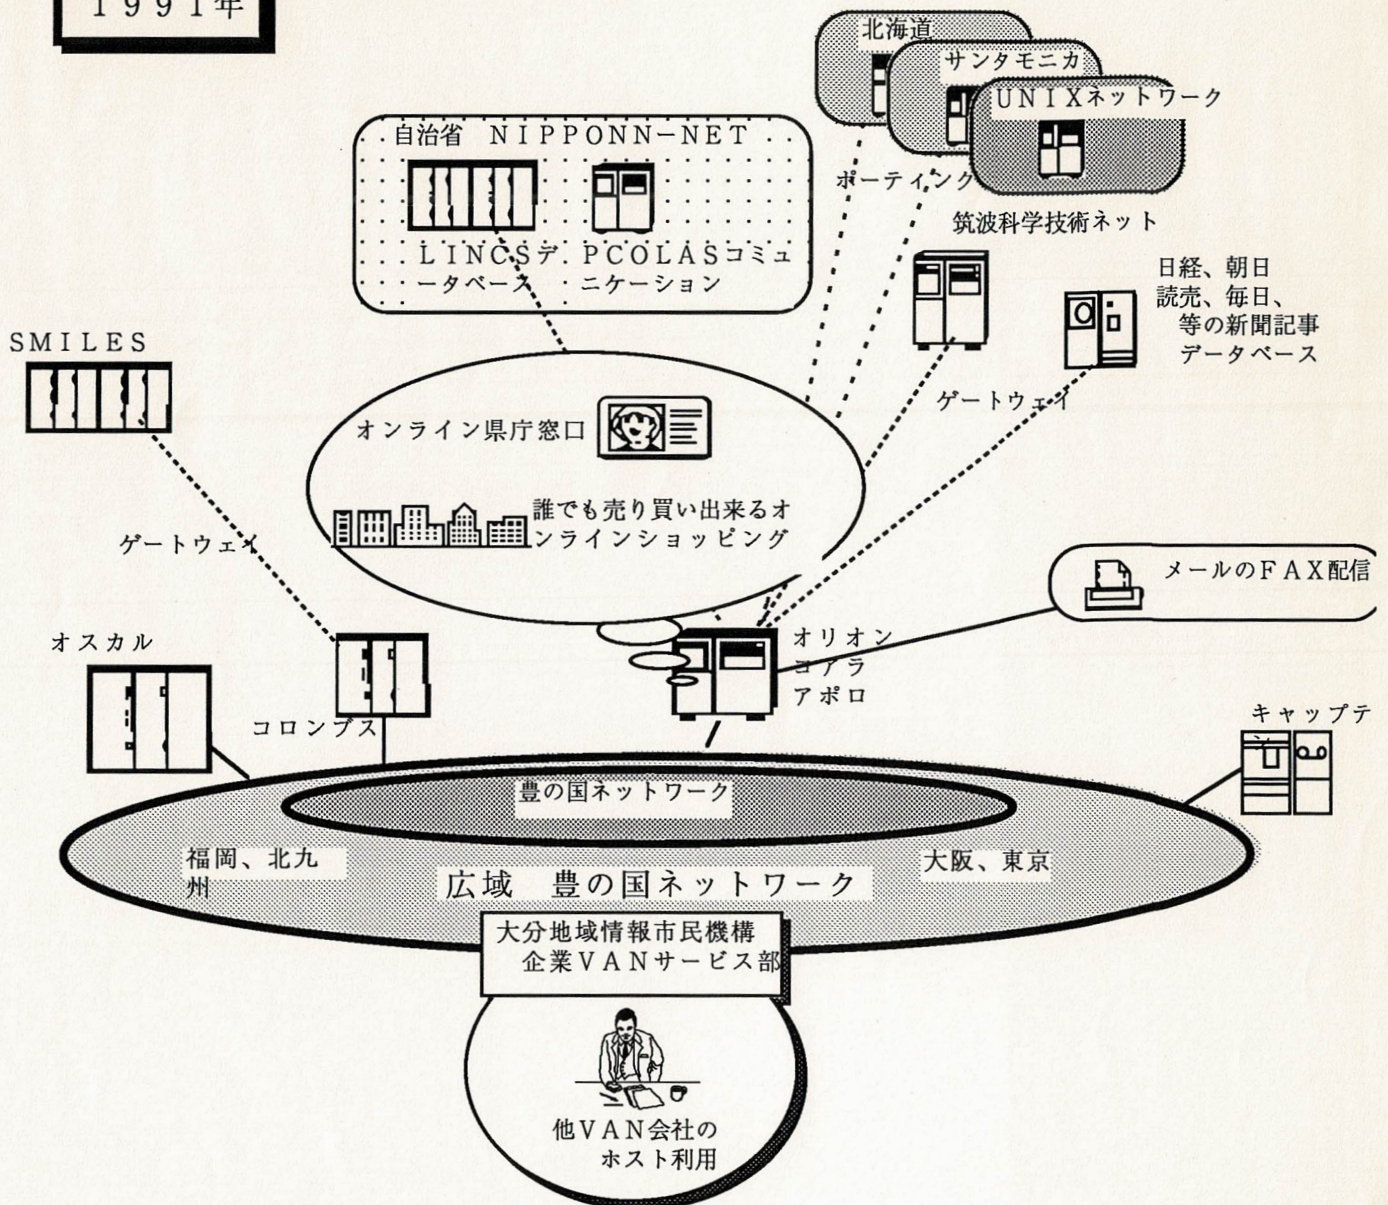 １９９１年
北海道
サンタモニカ
ＵＮＩＸネットワーク
自治省　ＮＩＰＰＯＮＮ－ＮＥＴ
ポーティング
筑波科学技術ネット
ＬＩＮＣＳデ
ータベース
ＰＣＯＬＡＳコミュ
ニケーション
日経、朝日
読売、毎日、
等の新聞記事
データベース
ＳＭＩＬＥＳ
ゲートウェイ
オンライン県庁窓口
誰でも売り買い出来るオ
ンラインショッピング
ゲートウェイ
メールのＦＡＸ配信
オスカル
オリオン
コアラ
アポロ
コロンブス
キャップテ
ン
豊の国ネットワーク
福岡、北九
州
大阪、東京
広域　豊の国ネットワーク
大分地域情報市民機構
企業ＶＡＮサービス部
他ＶＡＮ会社の
ホスト利用